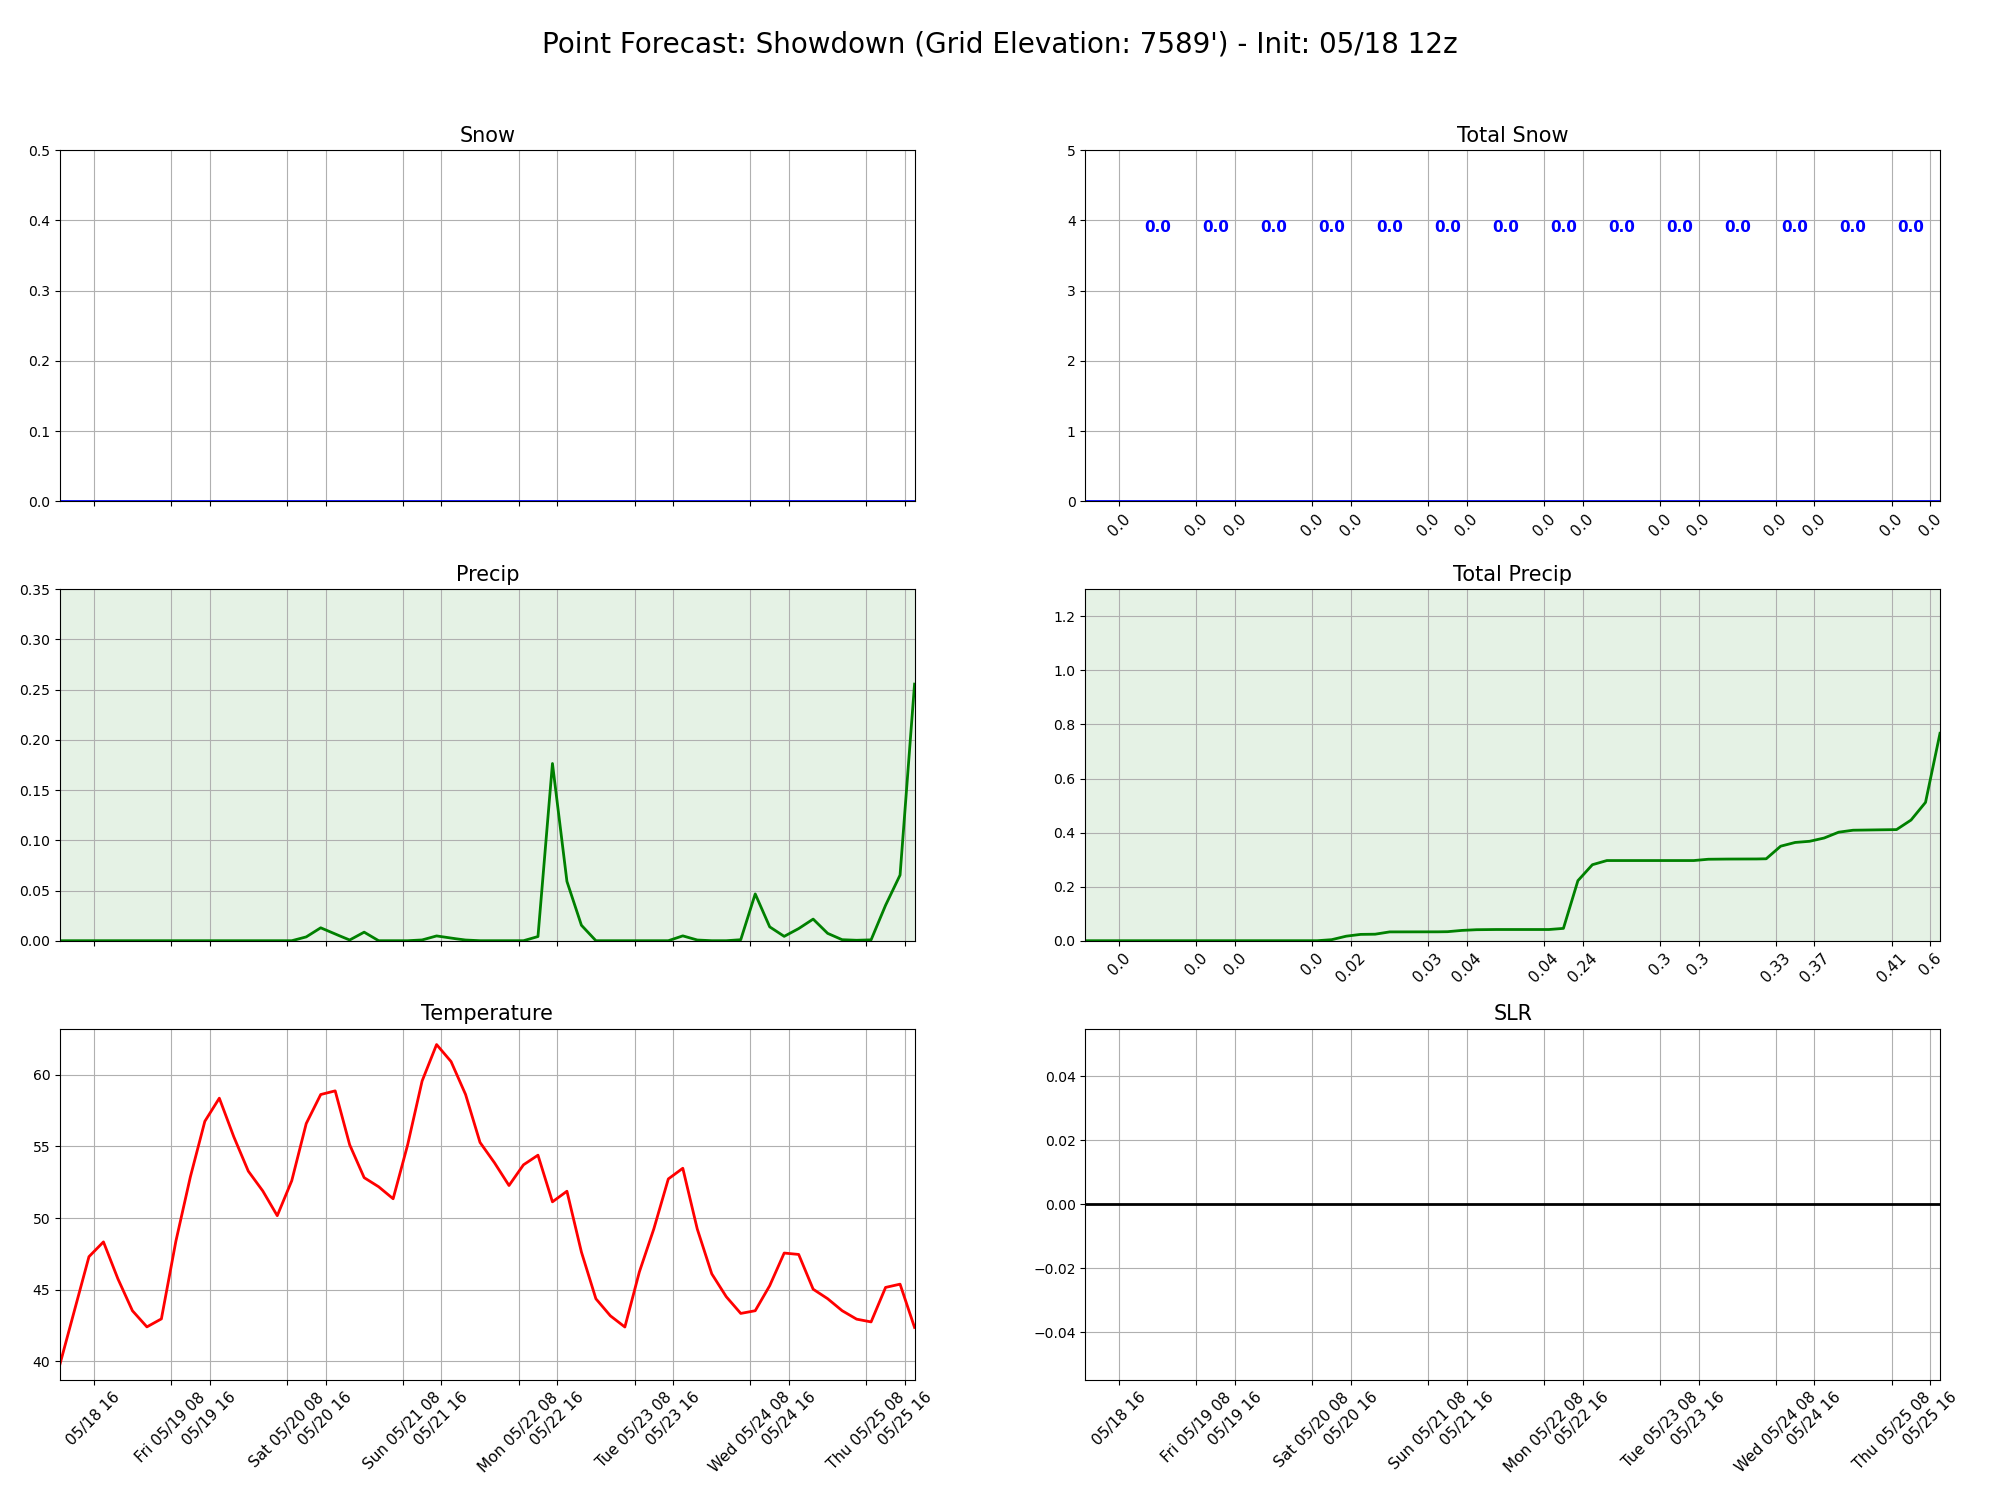 Point Forecast: Showdown (Grid Elevation: 7589') - Init: 05/18 12z
Snow
0.5
0.4
0.3
0.2
0.1
0.0
Total Snow
5
4
3
2
1
0
0.0 0.0 0.0 0.0 0.0 0.0 0.0 0.0 0.0 0.0 0.0 0.0 0.0 0.0
0.0 0.0 0.0 0.0 0.0 0.0 0.0 0.0 0.0 0.0 0.0 0.0 0.0 0.0 0.0
Precip
0.35
0.30
0.25
0.20
0.15
0.10
0.05
0.00
Total Precip
1.2
1.0
0.8
0.6
0.4
0.2
0.0
0.0 0.0 0.0 0.0 0.02 0.03 0.04 0.04 0.24 0.3 0.3 0.33 0.37 0.41 0.6
Temperature
60
55
50
45
40
05/18 16
Fri 05/19 08
05/19 16
Sat 05/20 08
05/20 16
Sun 05/21 08
05/21 16
Mon 05/22 08
05/22 16
Tue 05/23 08
05/23 16
Wed 05/24 08
05/24 16
Thu 05/25 08
05/25 16
SLR
0.04
0.02
0.00
−0.02
−0.04
05/18 16
Fri 05/19 08
05/19 16
Sat 05/20 08
05/20 16
Sun 05/21 08
05/21 16
Mon 05/22 08
05/22 16
Tue 05/23 08
05/23 16
Wed 05/24 08
05/24 16
Thu 05/25 08
05/25 16